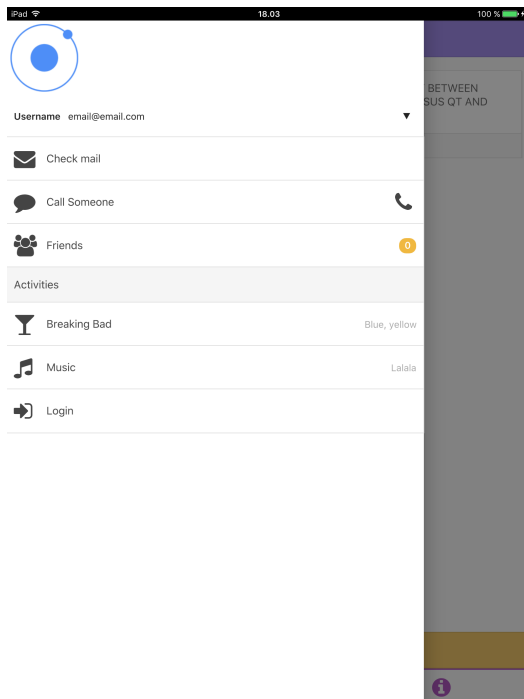 iPad 18.03 100 %
BETWEEN
SUS QT AND
Username email@email.com
Check mail
Call Someone
Friends 0
Activities
Breaking Bad Blue, yellow
Music Lalala
Login